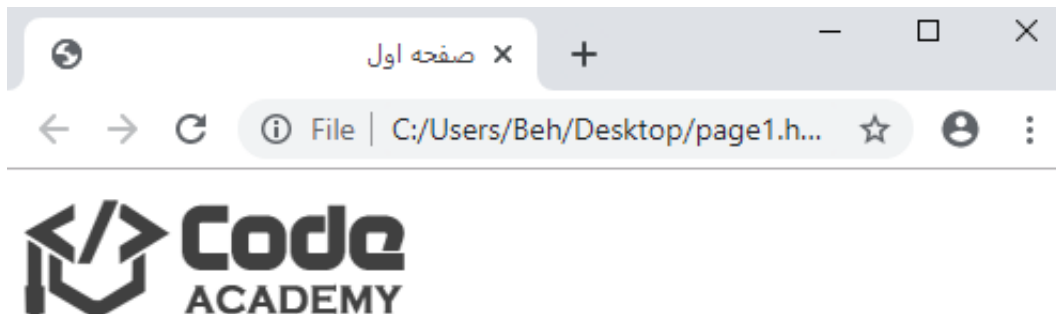 صفحه اول
File | C:/Users/Beh/Desktop/page1.h...
Code
ACADEMY